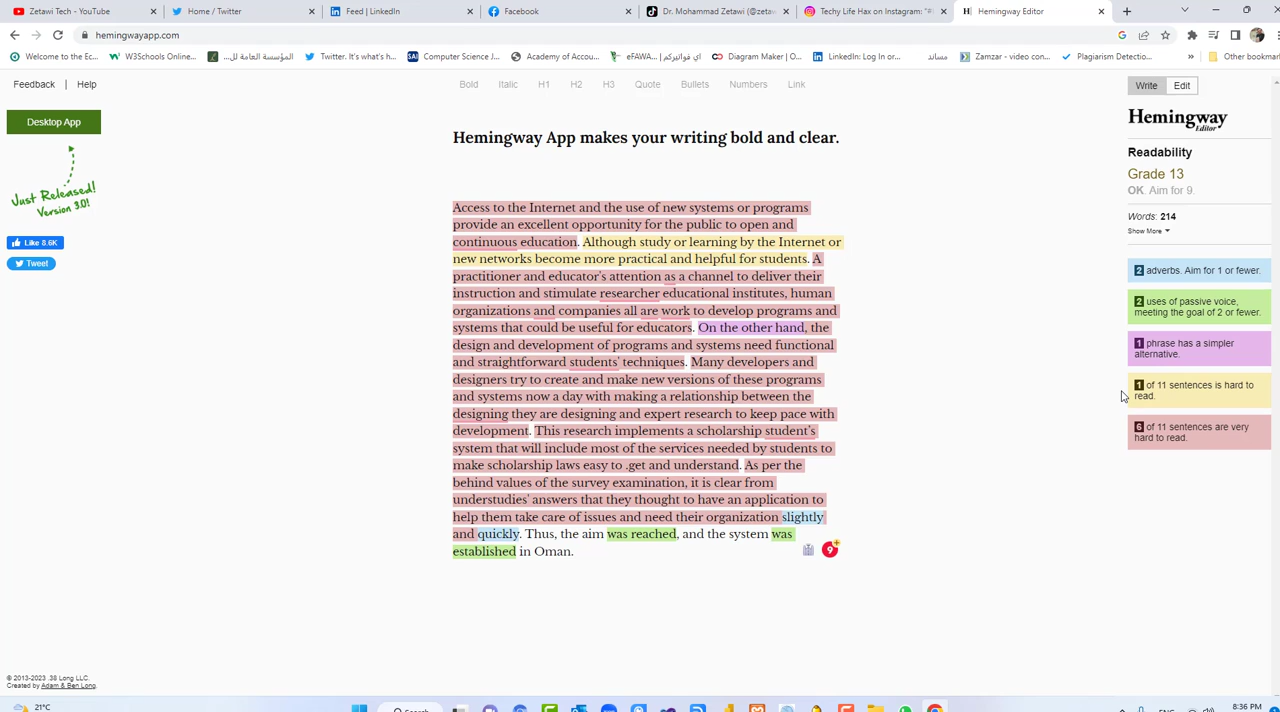 Zetawi Tech - YouTube
Home / Twitter
Feed | LinkedIn
Facebook
Dr. Mohammad Zetawi (@zetaw
Techy Life Hax on Instagram: "#
Hemingway Editor
hemingwayapp.com
Welcome to the Ec...
W3Schools Online...
المؤسسة العامة لل...
Twitter. It's what's h...
Computer Science J...
Academy of Accou...
eFAWA... | اي فواتيركم
Diagram Maker | O...
LinkedIn: Log In or...
مساند
Zamzar - video con...
Plagiarism Detectio...
»
Other bookmar
Feedback | Help
Bold Italic H1 H2 H3 Quote Bullets Numbers Link
Write Edit
Desktop App
Just Released!
Version 3.0!
Like 8.6K
Tweet
Hemingway App makes your writing bold and clear.
Access to the Internet and the use of new systems or programs
provide an excellent opportunity for the public to open and
continuous education. Although study or learning by the Internet or
new networks become more practical and helpful for students. A
practitioner and educator's attention as a channel to deliver their
instruction and stimulate researcher educational institutes, human
organizations and companies all are work to develop programs and
systems that could be useful for educators. On the other hand, the
design and development of programs and systems need functional
and straightforward students' techniques. Many developers and
designers try to create and make new versions of these programs
and systems now a day with making a relationship between the
designing they are designing and expert research to keep pace with
development. This research implements a scholarship student's
system that will include most of the services needed by students to
make scholarship laws easy to .get and understand. As per the
behind values of the survey examination, it is clear from
understudies' answers that they thought to have an application to
help them take care of issues and need their organization slightly
and quickly. Thus, the aim was reached, and the system was
established in Oman.
9
Hemingway
Editor
Readability
Grade 13
OK. Aim for 9.
Words: 214
Show More
2 adverbs. Aim for 1 or fewer.
2 uses of passive voice,
meeting the goal of 2 or fewer.
1 phrase has a simpler
alternative.
1 of 11 sentences is hard to
read.
6 of 11 sentences are very
hard to read.
© 2013-2023 .38 Long LLC.
Created by Adam & Ben Long.
21°C
8:36 PM